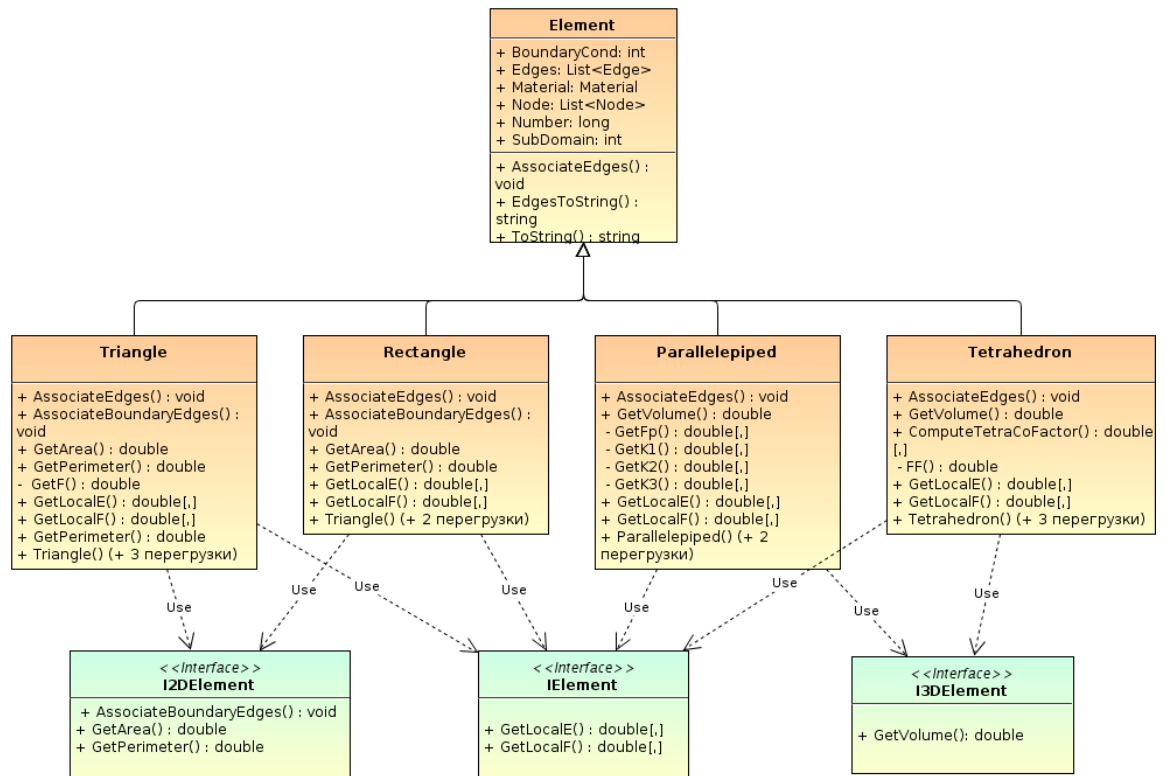 Element
+ BoundaryCond: int
+ Edges: List<Edge>
+ Material: Material
+ Node: List<Node>
+ Number: long
+ SubDomain: int
+ AssociateEdges() :
void
+ EdgesToString() :
string
+ ToString() : string
Triangle
+ AssociateEdges() : void
+ AssociateBoundaryEdges() :
void
+ GetArea() : double
+ GetPerimeter() : double
- GetF() : double
+ GetLocalE() : double[,]
+ GetLocalF() : double[,]
+ GetPerimeter() : double
+ Triangle() (+ 3 перегрузки)
Rectangle
+ AssociateEdges() : void
+ AssociateBoundaryEdges() :
void
+ GetArea() : double
+ GetPerimeter() : double
+ GetLocalE() : double[,]
+ GetLocalF() : double[,]
+ Triangle() (+ 2 перегрузки)
Parallelepiped
+ AssociateEdges() : void
+ GetVolume() : double
- GetFp() : double[,]
- GetK1() : double[,]
- GetK2() : double[,]
- GetK3() : double[,]
+ GetLocalE() : double[,]
+ GetLocalF() : double[,]
+ Parallelepiped() (+ 2
перегрузки)
Tetrahedron
+ AssociateEdges() : void
+ GetVolume() : double
+ ComputeTetraCoFactor() : double
[,]
- FF() : double
+ GetLocalE() : double[,]
+ GetLocalF() : double[,]
+ Tetrahedron() (+ 3 перегрузки)
Use
Use
Use
Use
Use
Use
Use
Use
<<Interface>>
I2DElement
+ AssociateBoundaryEdges() : void
+ GetArea() : double
+ GetPerimeter() : double
<<Interface>>
IElement
+ GetLocalE() : double[,]
+ GetLocalF() : double[,]
<<Interface>>
I3DElement
+ GetVolume(): double